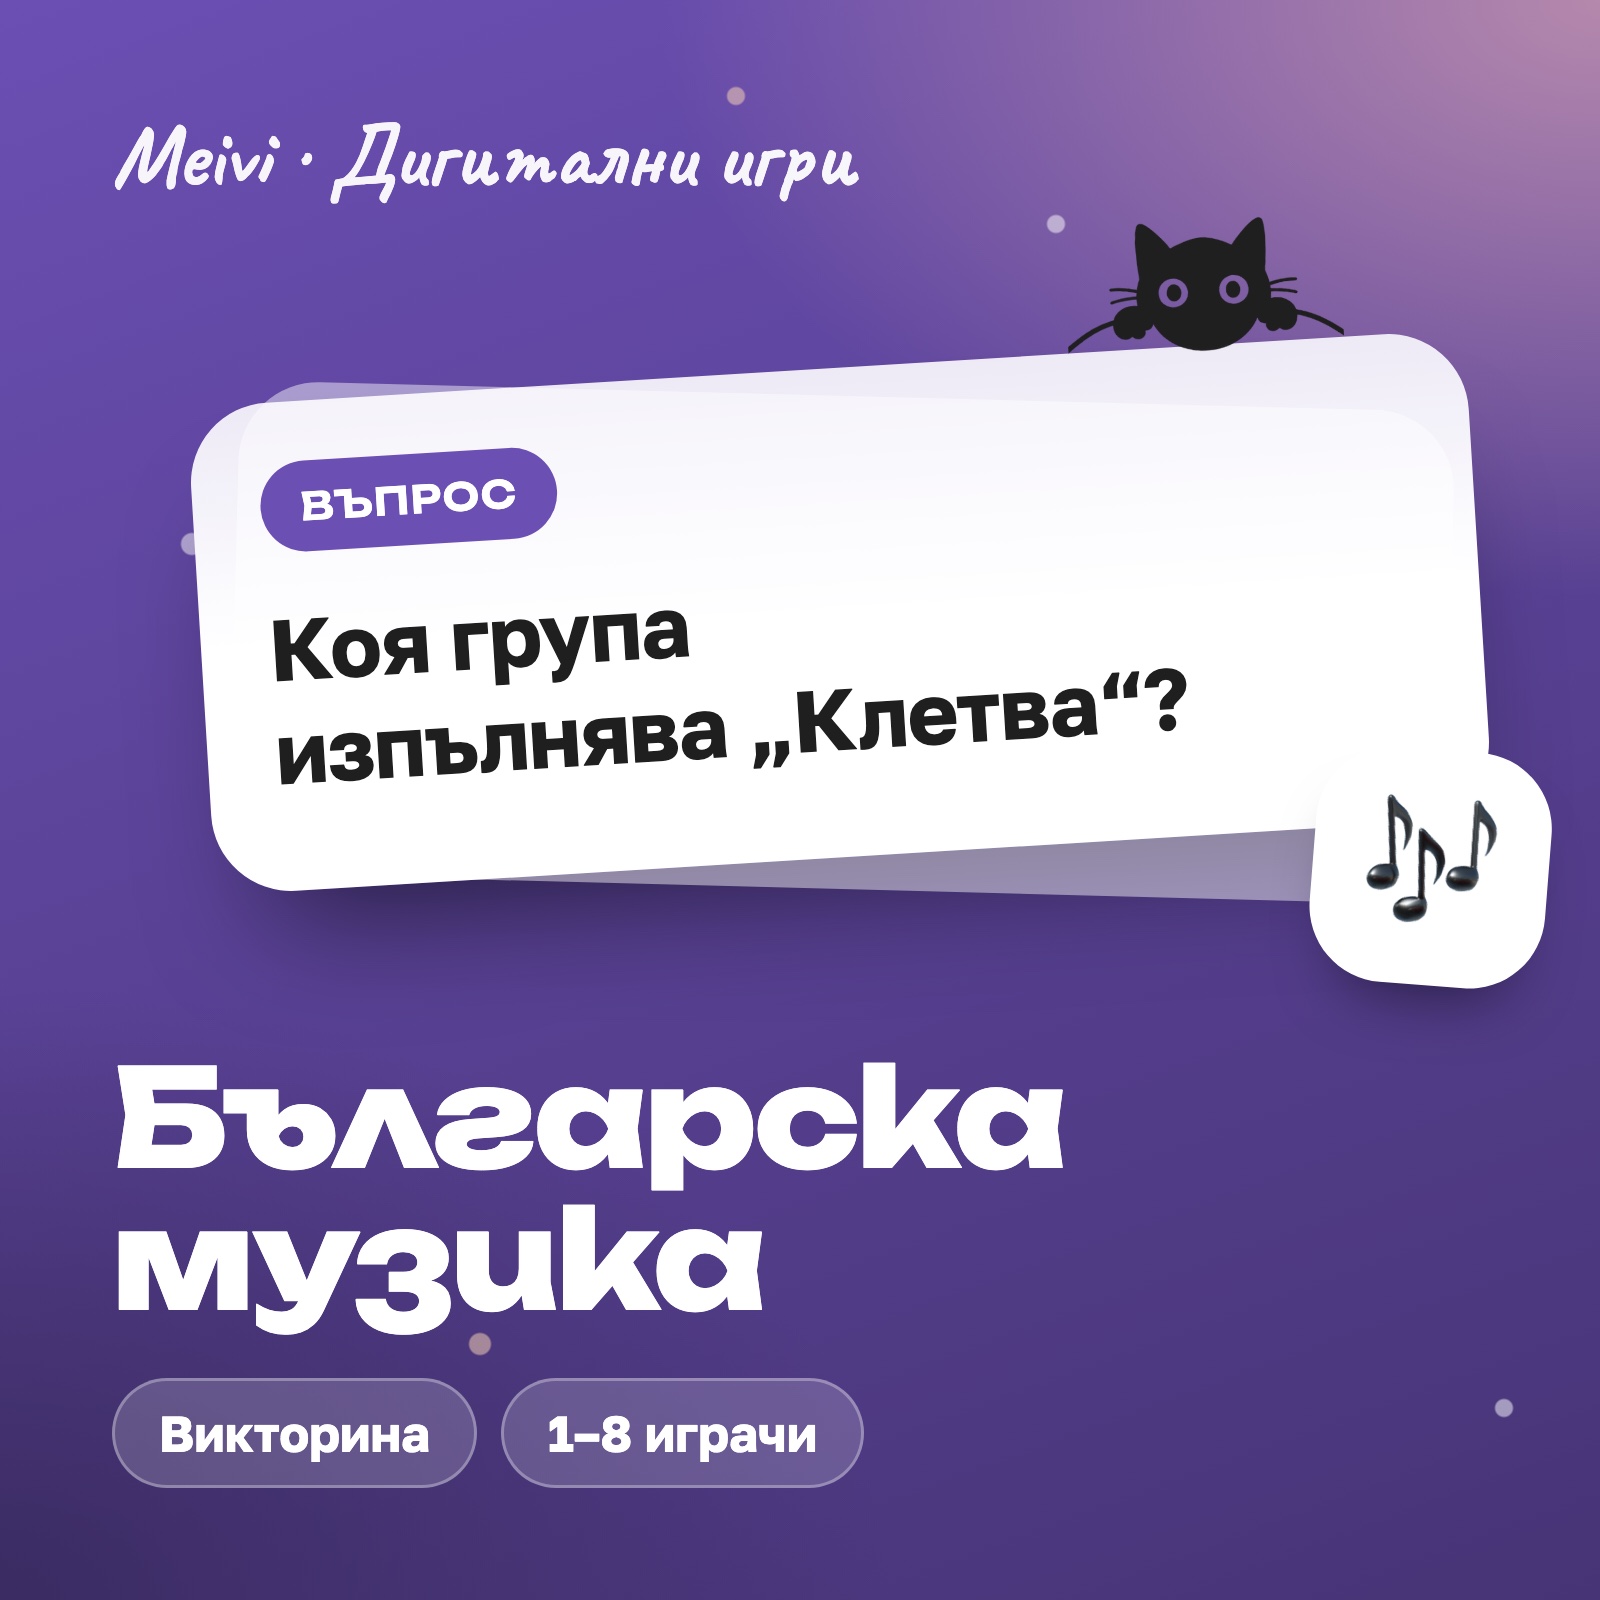 Meivi · Дигитални игри
ВЪПРОС
Коя група
изпълнява „Клетва“?
Българска
музика
Викторина
1–8 играчи